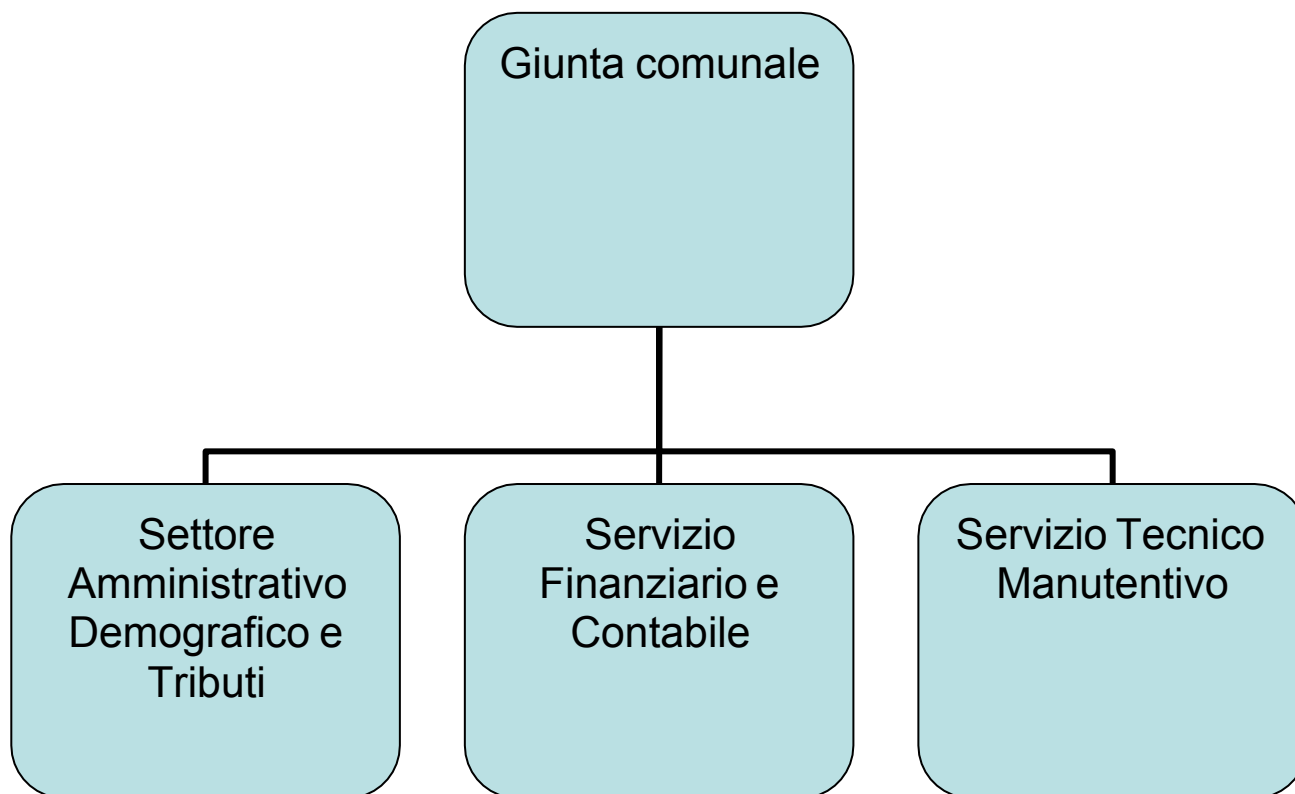 Giunta comunale
Settore
Amministrativo
Demografico e
Tributi
Servizio
Finanziario e
Contabile
Servizio Tecnico
Manutentivo